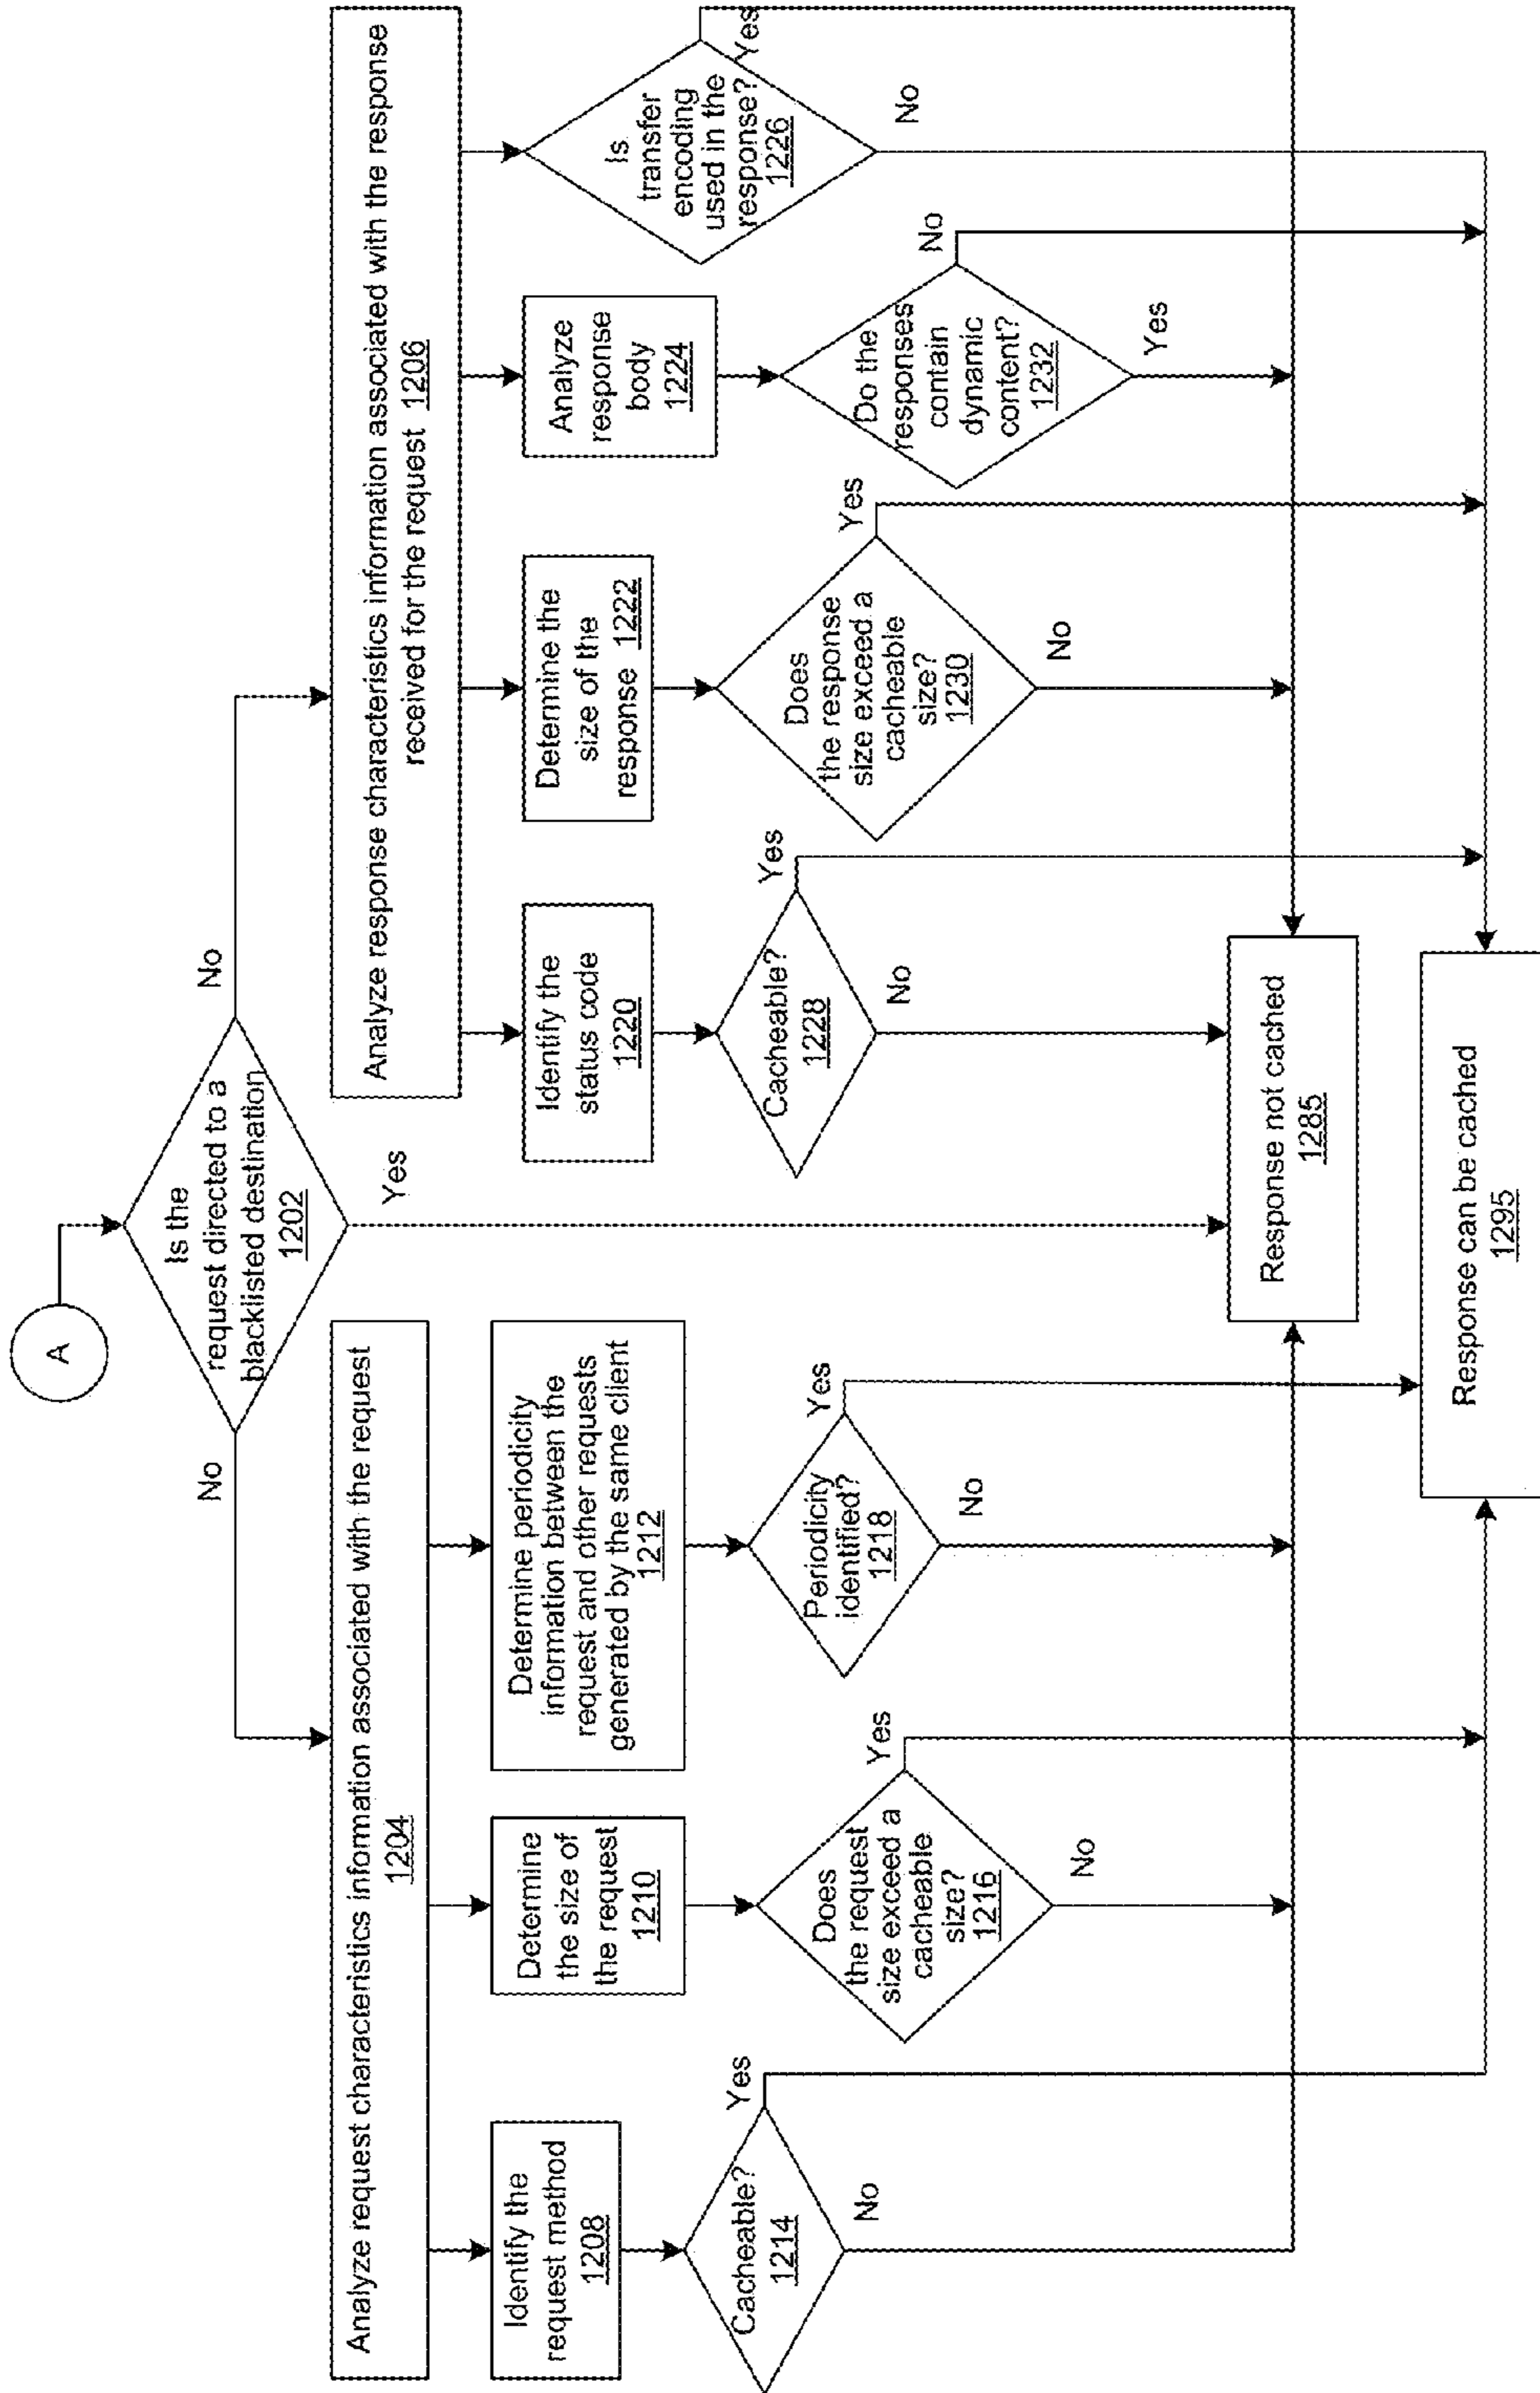 A
Is the
request directed to a
blacklisted destination
1202
No
No
Yes
Analyze request characteristics information associated with the request
1204
Analyze response characteristics information associated with the response
received for the request 1206
Identify the
request method
1208
Determine
the size of
the request
1210
Determine periodicity
information between the
request and other requests
generated by the same client
1212
Identify the
status code
1220
Determine the
size of the
response 1222
Analyze
response
body
1224
Is
transfer
encoding
used in the
response?
1226
Yes
No
Cacheable?
1214
Yes
No
Does
the request
size exceed a
cacheable
size?
1216
Yes
No
Periodicity
identified?
1218
Yes
No
Cacheable?
1228
Yes
No
Does
the response
size exceed a
cacheable
size?
1230
Yes
No
Do the
responses
contain
dynamic
content?
1232
No
Yes
Response not cached
1285
Response can be cached
1295